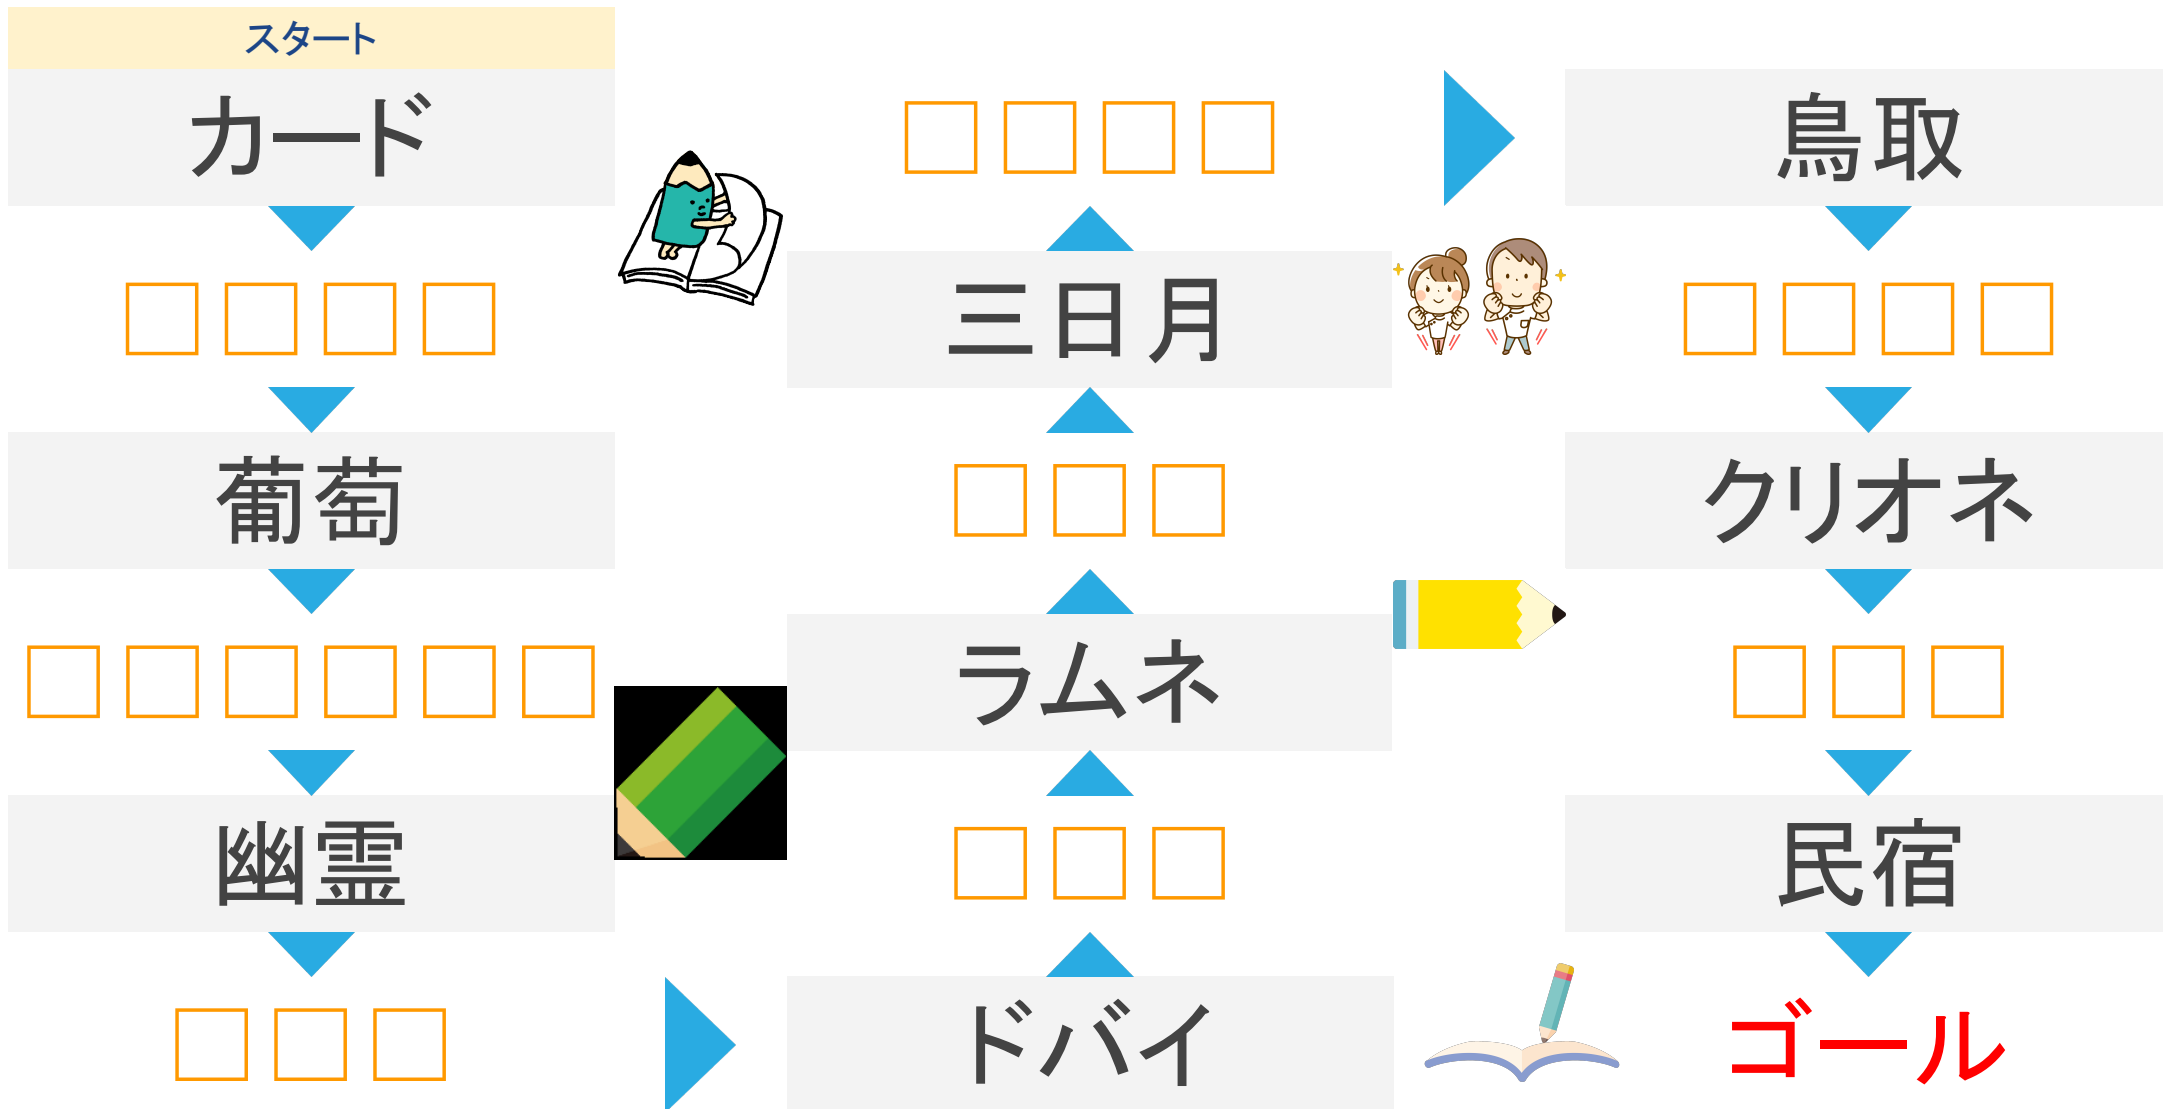 スタート
カード
葡萄
幽霊
ドバイ
ラムネ
三日月
鳥取
クリオネ
民宿
ゴール